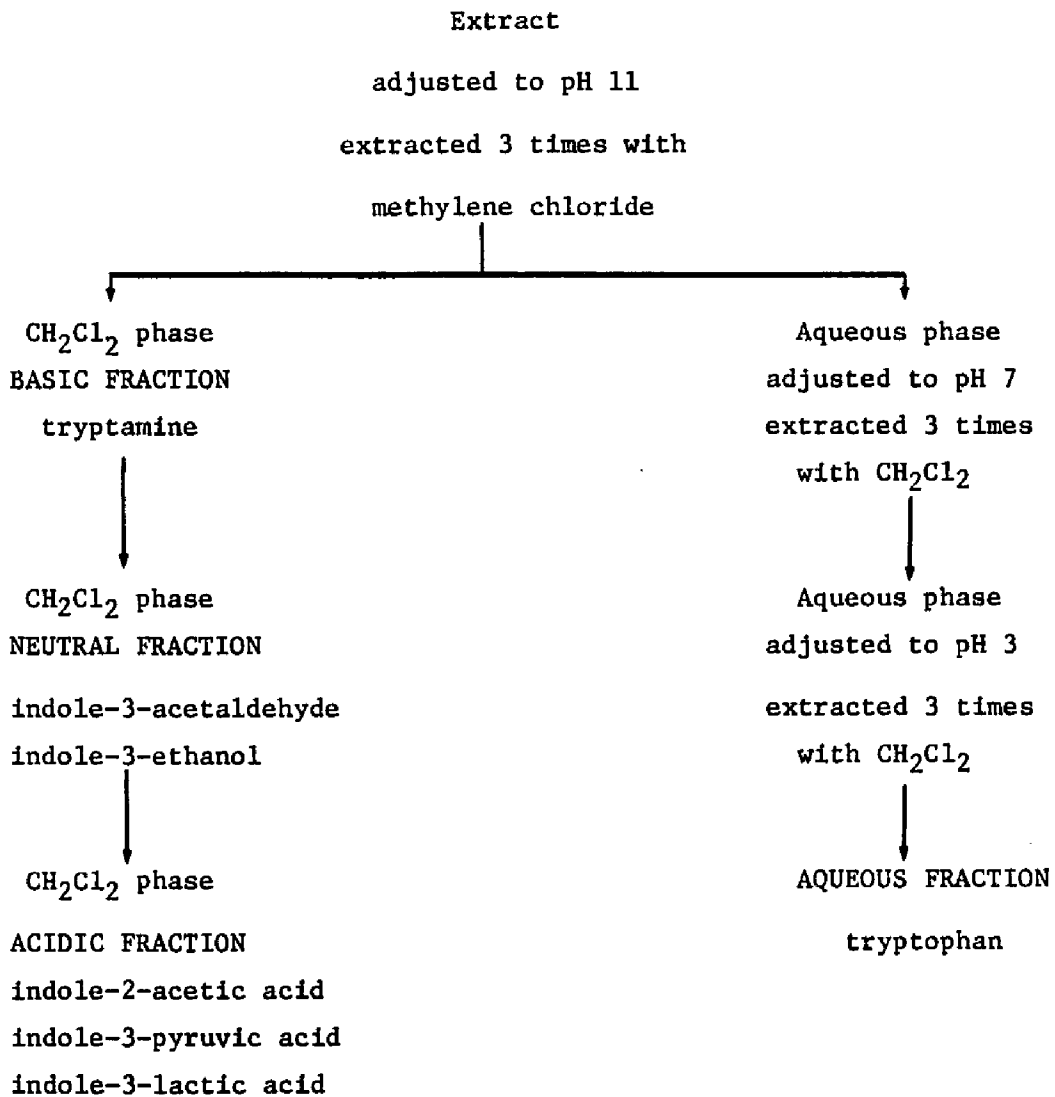 Extract
adjusted to pH 11
extracted 3 times with
methylene chloride
CH2Cl2 phase
BASIC FRACTION
tryptamine
Aqueous phase
adjusted to pH 7
extracted 3 times
with CH2Cl2
CH2Cl2 phase
NEUTRAL FRACTION
indole-3-acetaldehyde
indole-3-ethanol
Aqueous phase
adjusted to pH 3
extracted 3 times
with CH2Cl2
CH2Cl2 phase
ACIDIC FRACTION
indole-2-acetic acid
indole-3-pyruvic acid
indole-3-lactic acid
AQUEOUS FRACTION
tryptophan